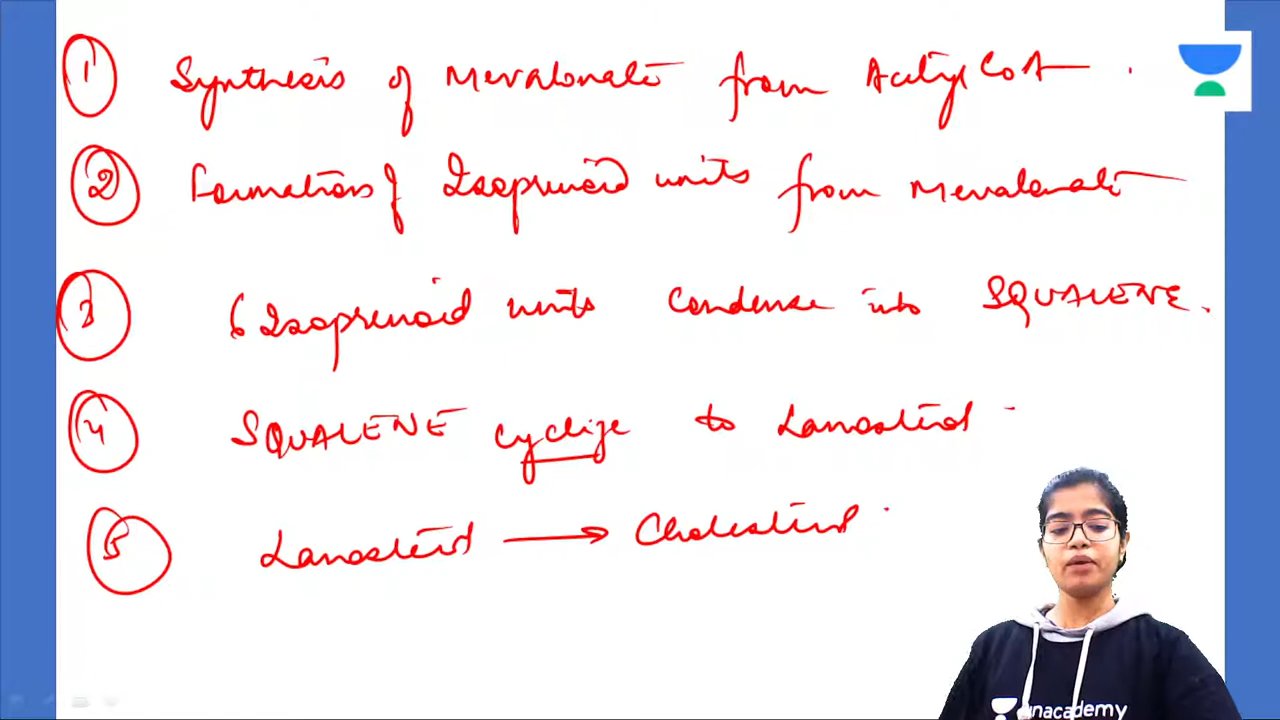 1 Synthesis of Mevalonate from Acetyl CoA.
2 Formation of Isoprenoid units from Mevalonate
3 6 Isoprenoid units condense into SQUALENE.
4 SQUALENE cyclize to Lanosterol.
5 Lanosterol → Cholesterol.
unacademy